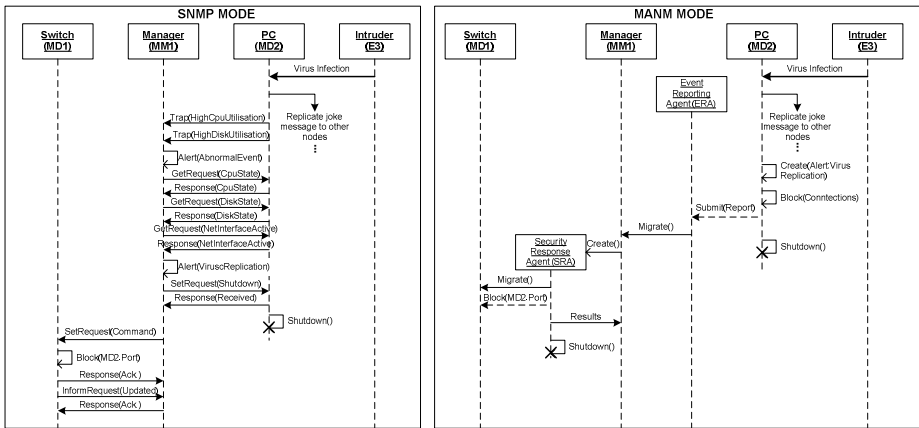 SNMP MODE
Switch
(MD1)
Manager
(MM1)
PC
(MD2)
Intruder
(E3)
Virus Infection
Replicate joke
message to other
nodes
Trap(HighCpuUtilisation)
Trap(HighDiskUtilisation)
Alert(AbnormalEvent)
GetRequest(CpuState)
Response(CpuState)
GetRequest(DiskState)
Response(DiskState)
GetRequest(NetInterfaceActive)
Response(NetInterfaceActive)
Alert(ViruscReplication)
SetRequest(Shutdown)
Response(Received)
Shutdown()
SetRequest(Command)
Block(MD2.Port)
Response(Ack.)
InformRequest(Updated)
Response(Ack.)
MANM MODE
Switch
(MD1)
Manager
(MM1)
PC
(MD2)
Intruder
(E3)
Virus Infection
Event
Reporting
Agent(ERA)
Replicate joke
message to other
nodes
Create(Alert:Virus
Replication)
Block(Conntections)
Submit(Report)
Migrate()
Create()
Shutdown()
Security
Response
Agent(SRA)
Migrate()
Block(MD2.Port)
Results
Shutdown()